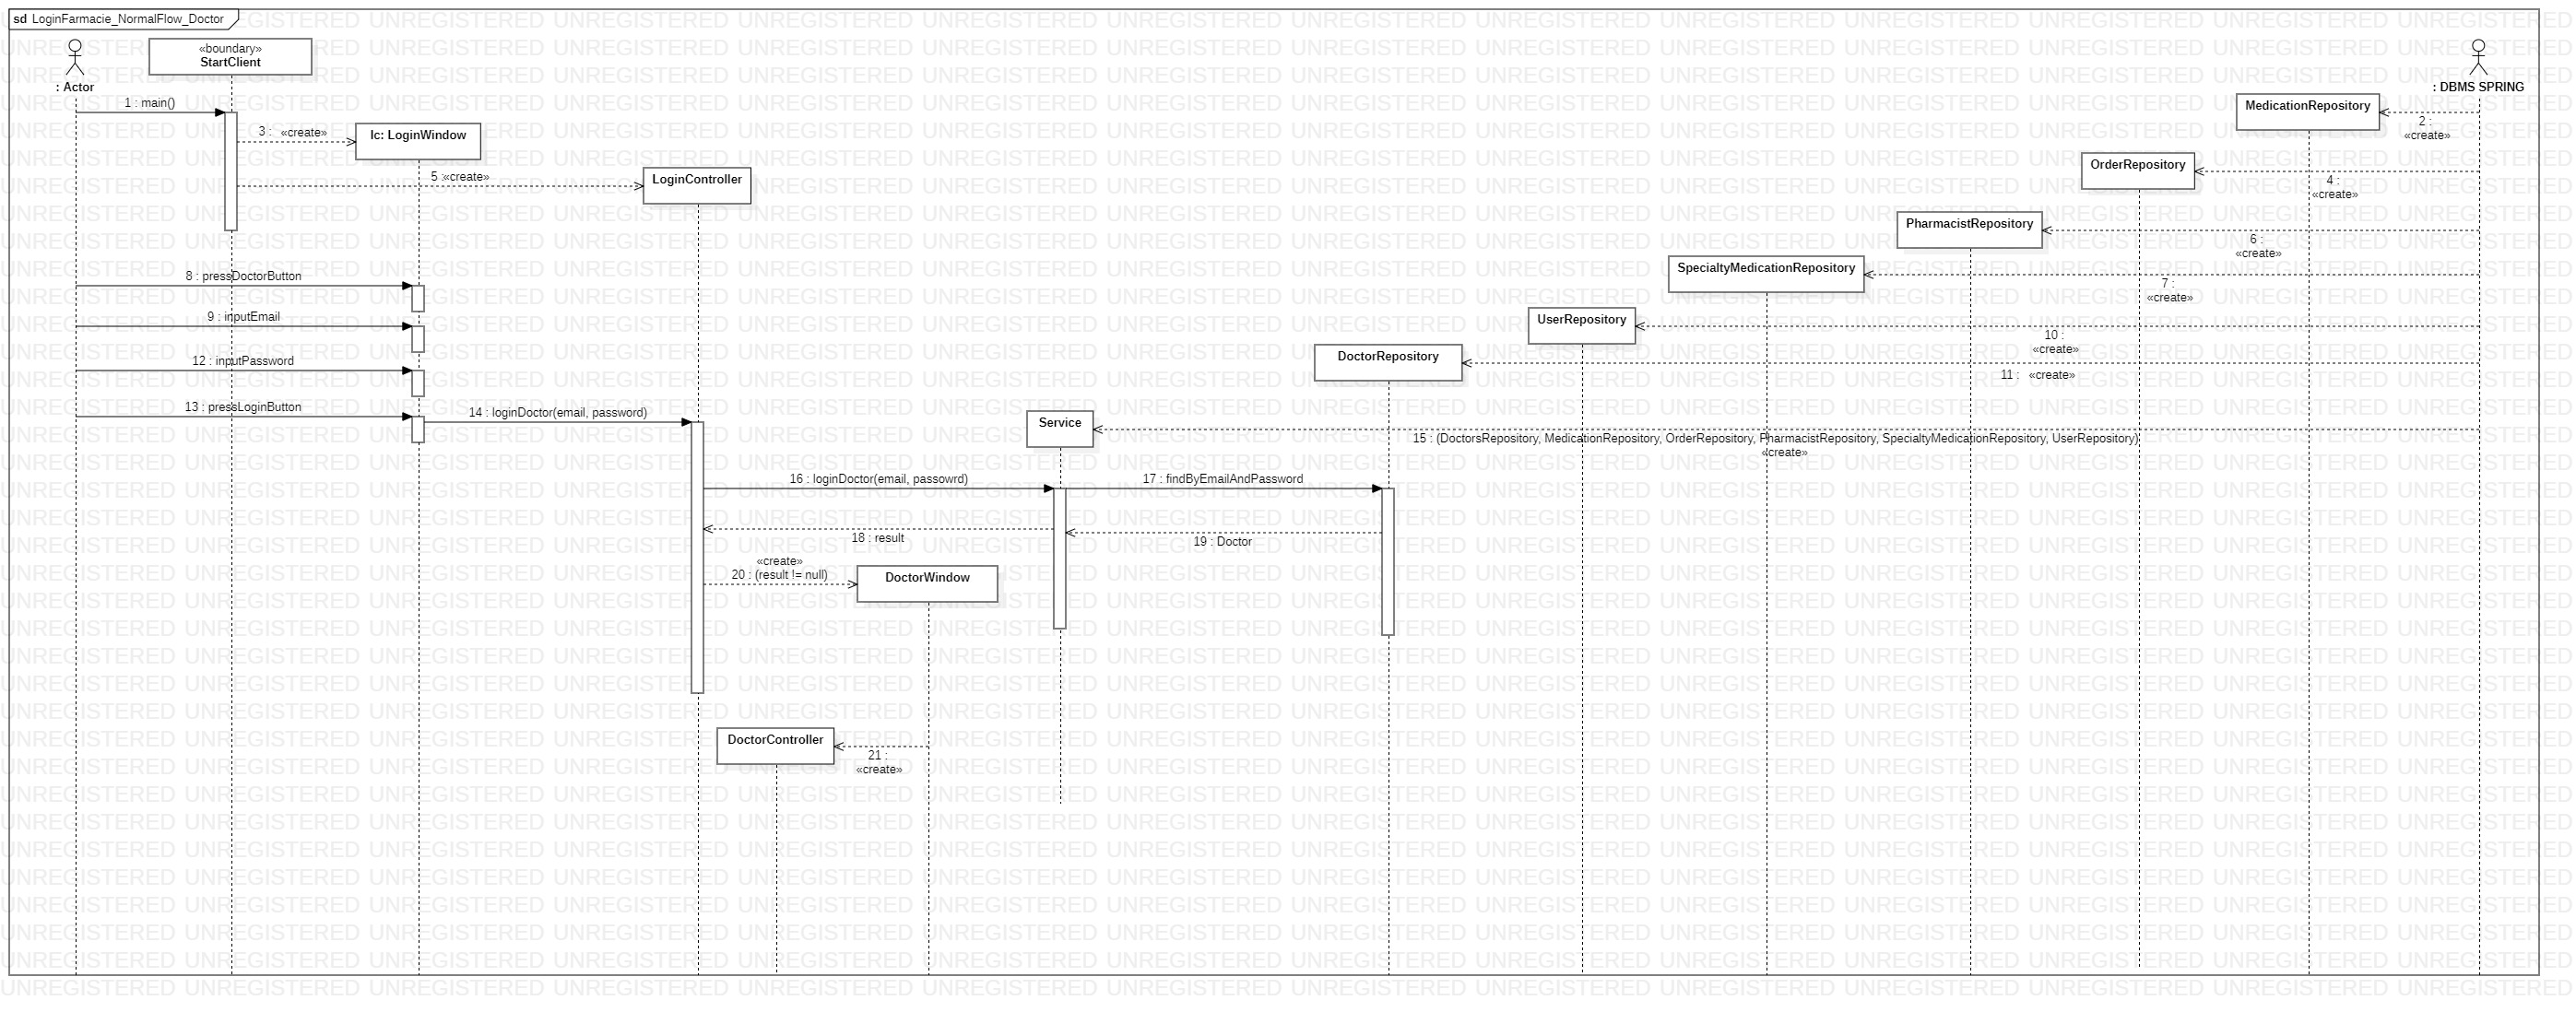 sd LoginFarmacie_NormalFlow_Doctor
«boundary»
StartClient
: Actor
: DBMS SPRING
1 : main()
MedicationRepository
2 :
«create»
3 : «create»
lc: LoginWindow
OrderRepository
4 :
«create»
5 :«create»
LoginController
PharmacistRepository
6 :
«create»
SpecialtyMedicationRepository
7 :
«create»
8 : pressDoctorButton
9 : inputEmail
UserRepository
10 :
«create»
DoctorRepository
11 : «create»
12 : inputPassword
13 : pressLoginButton
14 : loginDoctor(email, password)
Service
15 : (DoctorsRepository, MedicationRepository, OrderRepository, PharmacistRepository, SpecialtyMedicationRepository, UserRepository)
«create»
16 : loginDoctor(email, passowrd)
17 : findByEmailAndPassword
18 : result
19 : Doctor
«create»
20 : (result != null)
DoctorWindow
DoctorController
21 :
«create»
UNREGISTERED